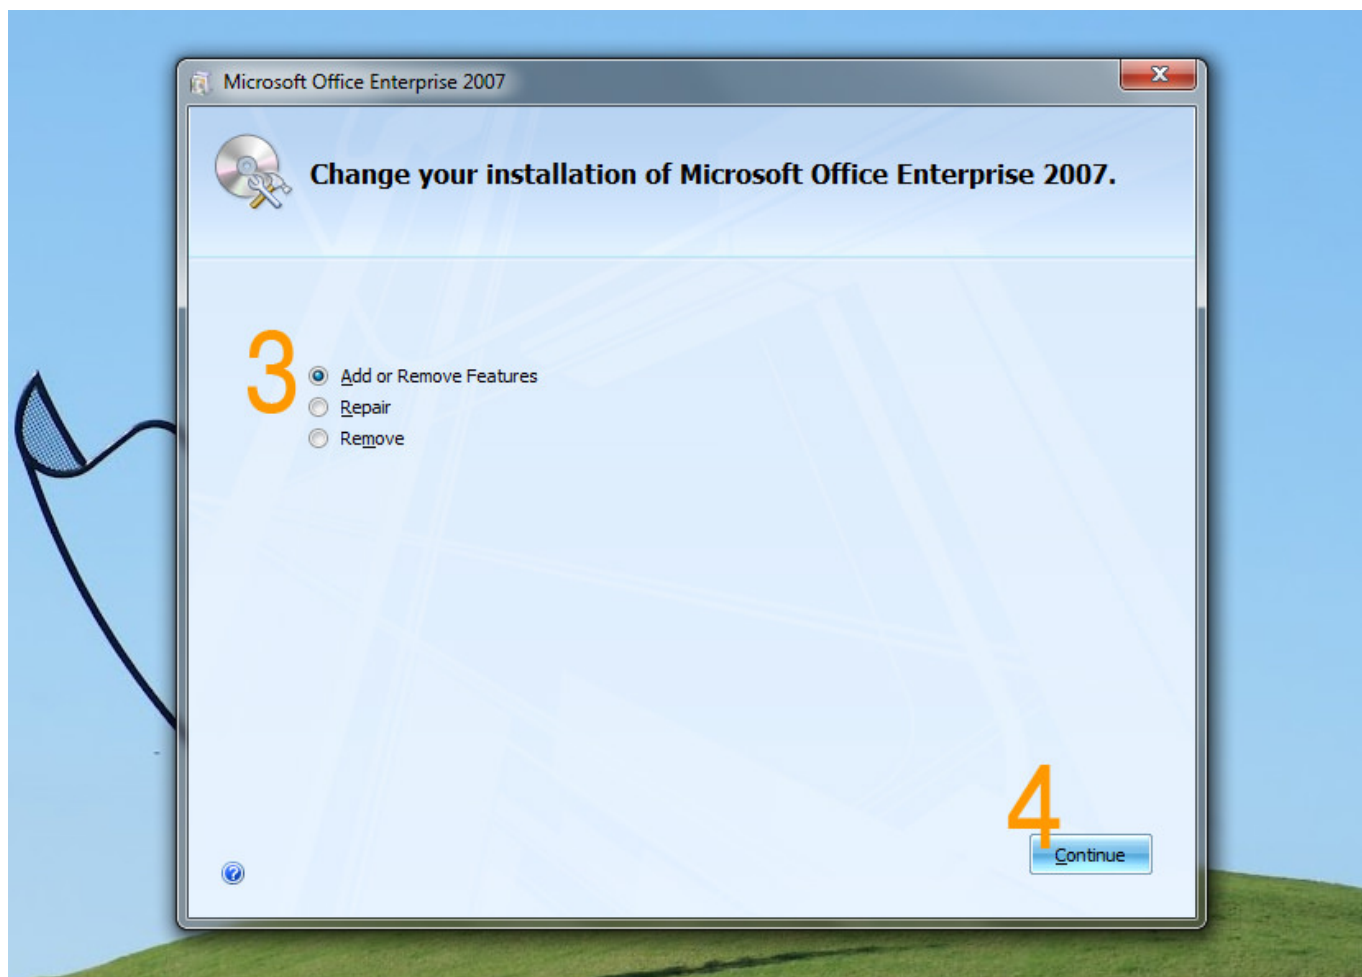 Microsoft Office Enterprise 2007
X
Change your installation of Microsoft Office Enterprise 2007.
3
Add or Remove Features
Repair
Remove
4
Continue
?